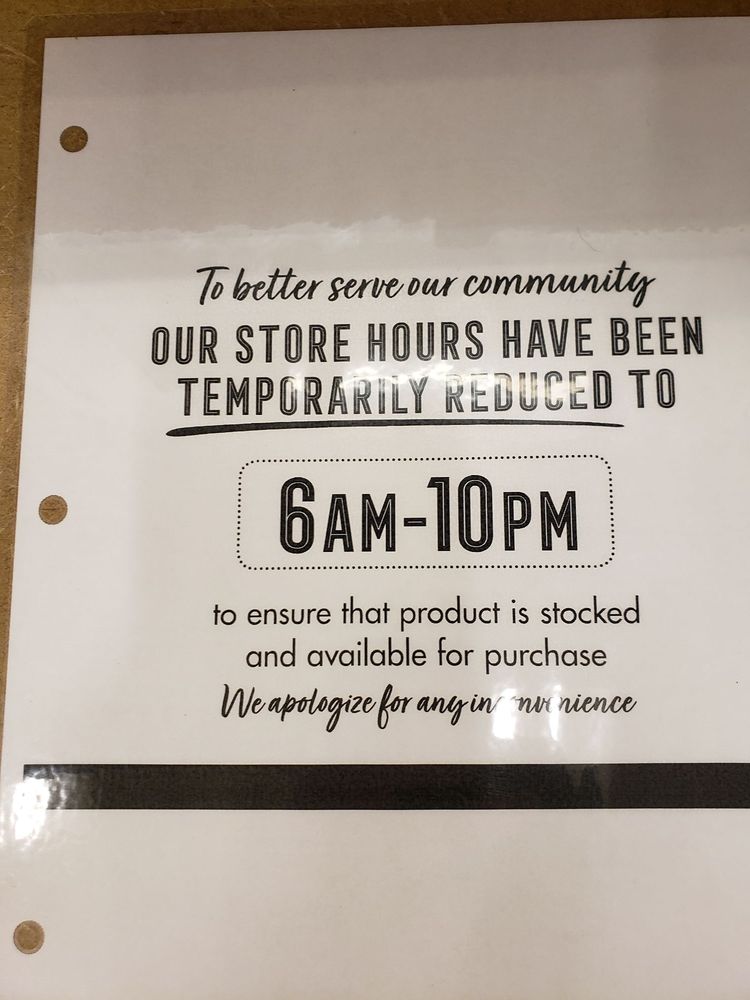 To better serve our community
OUR STORE HOURS HAVE BEEN
TEMPORARILY REDUCED TO
6AM-10PM
to ensure that product is stocked
and available for purchase
We apologize for any inconvenience